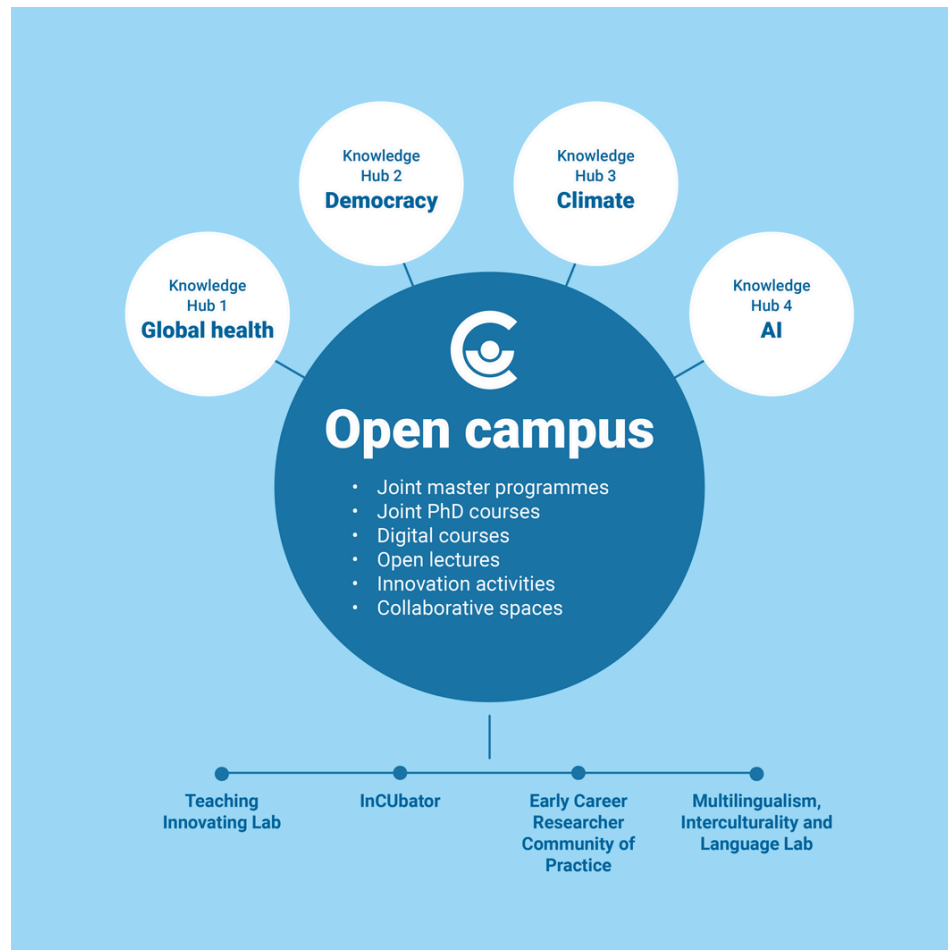 Knowledge
Hub 1
Global health
Knowledge
Hub 2
Democracy
Knowledge
Hub 3
Climate
Knowledge
Hub 4
AI
Open campus
• Joint master programmes
• Joint PhD courses
• Digital courses
• Open lectures
• Innovation activities
• Collaborative spaces
Teaching
Innovating Lab
InCUbator
Early Career
Researcher
Community of
Practice
Multilingualism,
Interculturality and
Language Lab